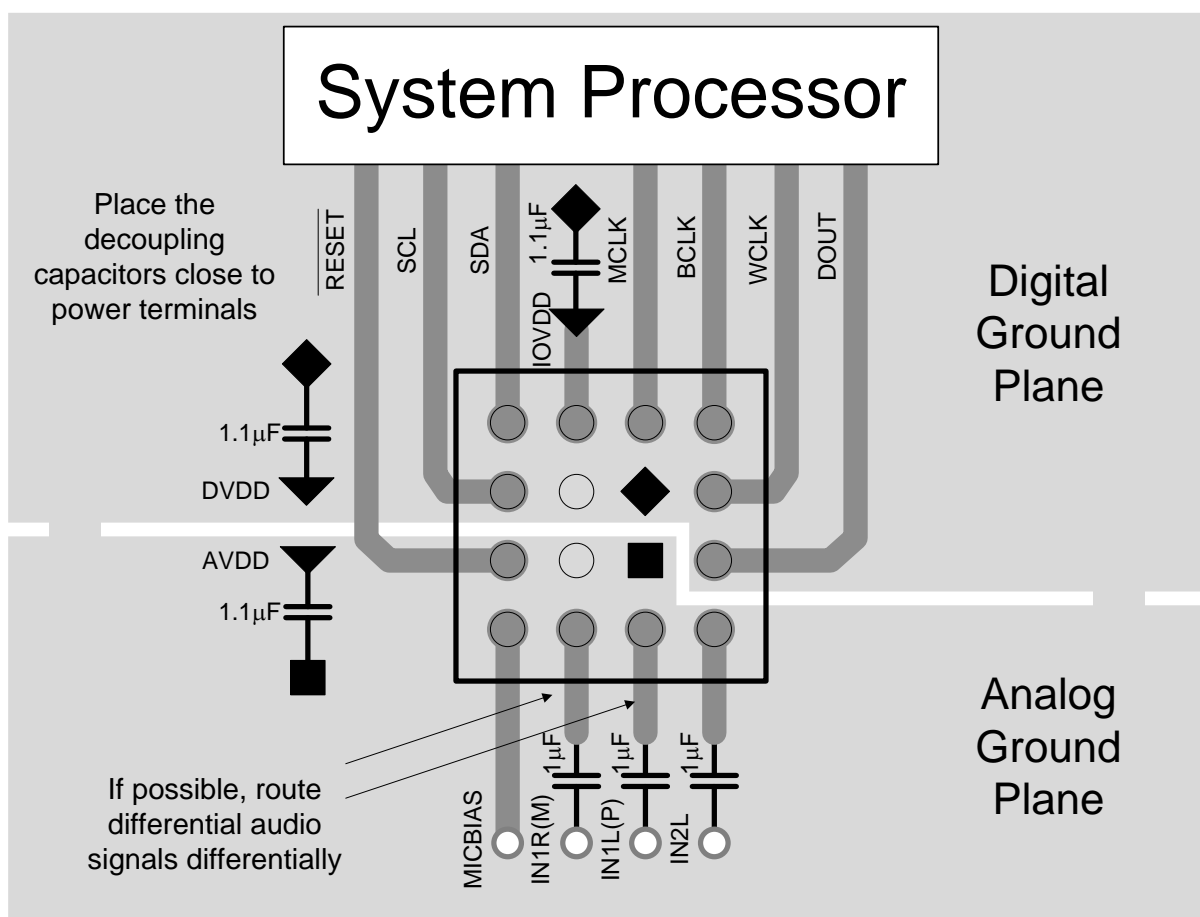 System Processor
Place the
decoupling
capacitors close to
power terminals
RESET
SCL
SDA
1.1µF
IOVDD
MCLK
BCLK
WCLK
DOUT
Digital
Ground
Plane
1.1µF
DVDD
AVDD
1.1µF
Analog
Ground
Plane
If possible, route
differential audio
signals differentially
MICBIAS
1µF
IN1R(M)
1µF
IN1L(P)
1µF
IN2L